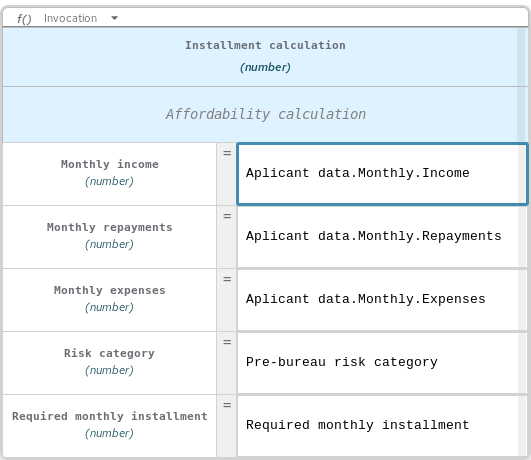 f() Invocation
Installment calculation
(number)
Affordability calculation
Monthly income
(number)
=
Aplicant data.Monthly.Income
Monthly repayments
(number)
=
Aplicant data.Monthly.Repayments
Monthly expenses
(number)
=
Aplicant data.Monthly.Expenses
Risk category
(number)
=
Pre-bureau risk category
Required monthly installment
(number)
=
Required monthly installment